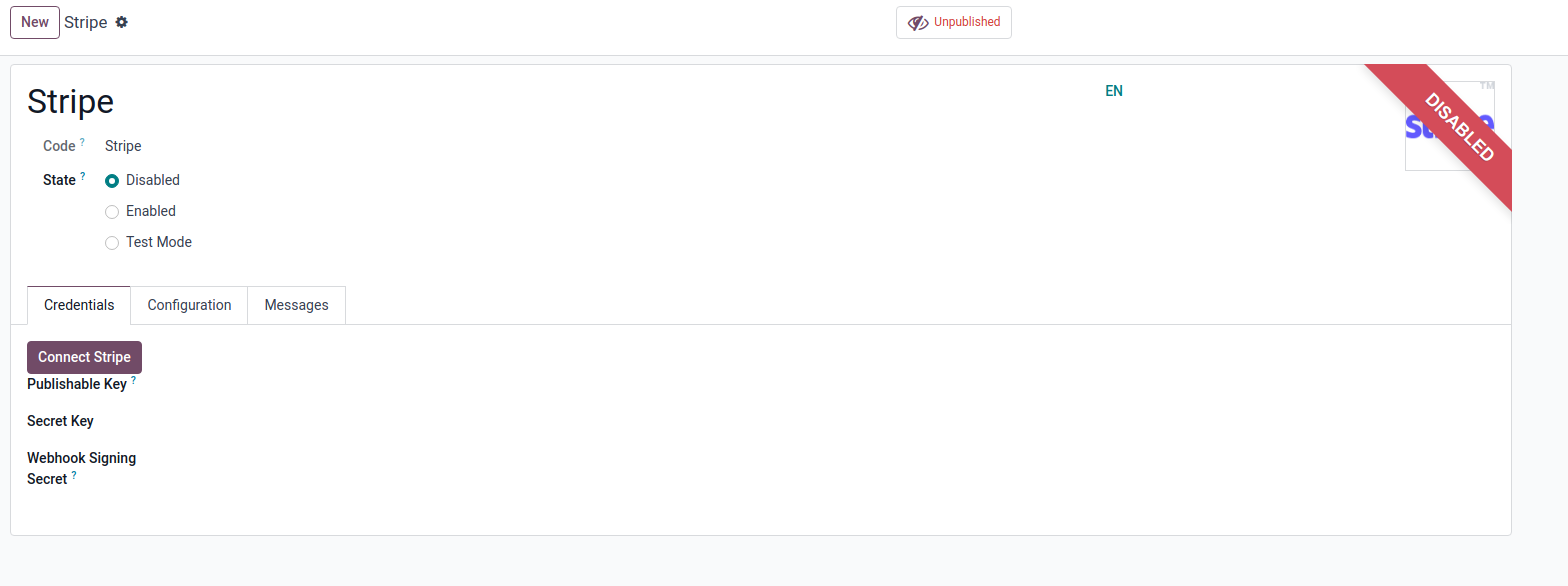 New Stripe Unpublished
Stripe EN
TM
DISABLED
Code ? Stripe
State ? Disabled
Enabled
Test Mode
Credentials Configuration Messages
Connect Stripe
Publishable Key ?
Secret Key
Webhook Signing
Secret ?